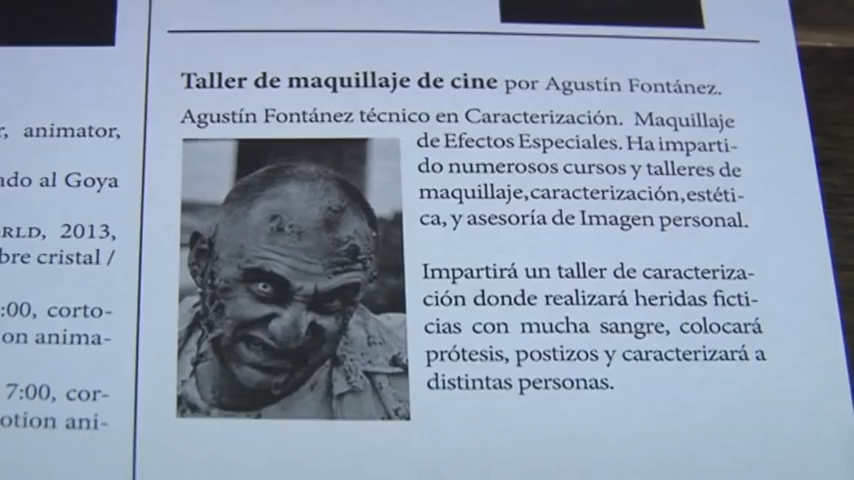 r, animator,
ado al Goya
RLD, 2013,
bre cristal /
:00, corto-
on anima-
7:00, cor-
otion ani-
Taller de maquillaje de cine por Agustín Fontánez.
Agustín Fontánez técnico en Caracterización. Maquillaje
de Efectos Especiales. Ha imparti-
do numerosos cursos y talleres de
maquillaje, caracterización, estéti-
ca, y asesoría de Imagen personal.
Impartirá un taller de caracteriza-
ción donde realizará heridas ficti-
cias con mucha sangre, colocará
prótesis, postizos y caracterizará a
distintas personas.